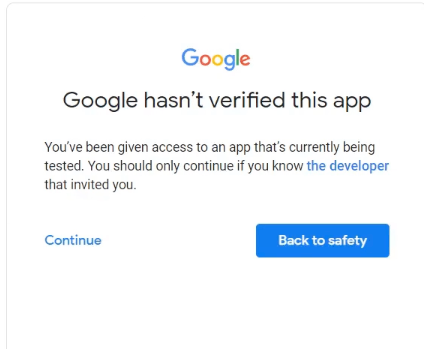 Google
Google hasn’t verified this app
You’ve been given access to an app that’s currently being
tested. You should only continue if you know the developer
that invited you.
Continue
Back to safety